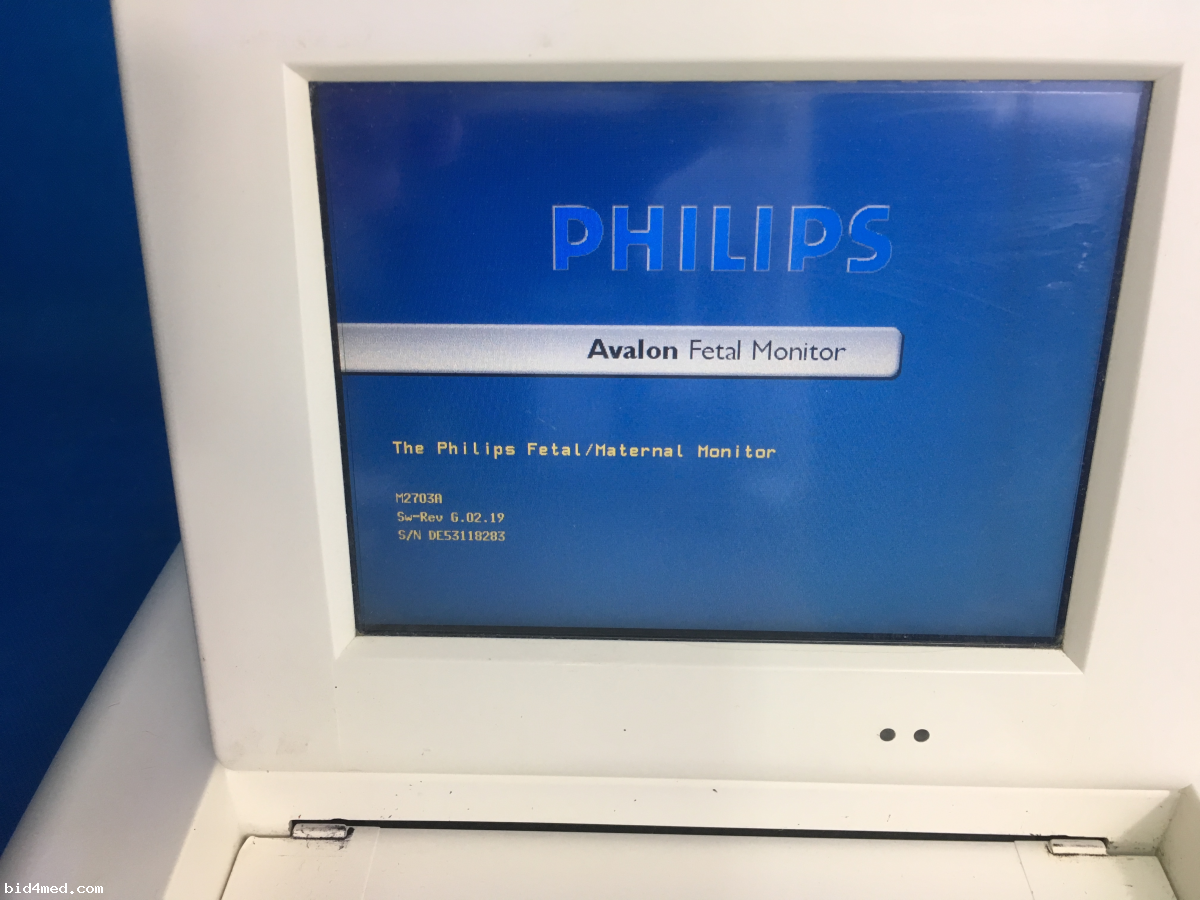 PHILIPS
Avalon Fetal Monitor
The Philips Fetal/Maternal Monitor
M2703A
Sw-Rev G.02.19
S/N DE53118283
bid4med.com